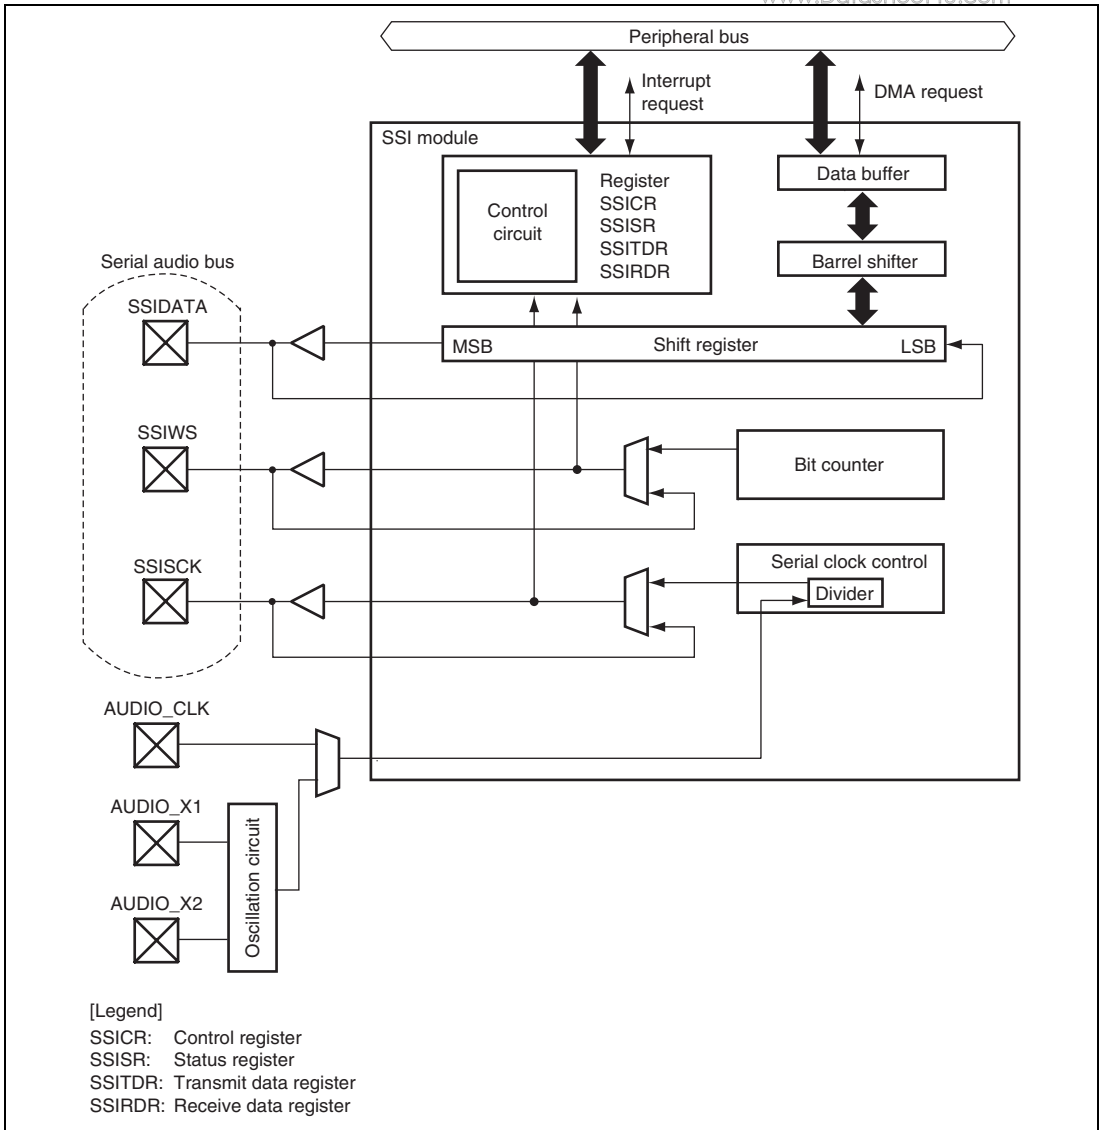 Peripheral bus
Interrupt
request
DMA request
SSI module
Control
circuit
Register
SSICR
SSISR
SSITDR
SSIRDR
Data buffer
Barrel shifter
Serial audio bus
SSIDATA
MSB
Shift register
LSB
SSIWS
Bit counter
SSISCK
Serial clock control
Divider
AUDIO_CLK
AUDIO_X1
AUDIO_X2
Oscillation circuit
[Legend]
SSICR: Control register
SSISR: Status register
SSITDR: Transmit data register
SSIRDR: Receive data register